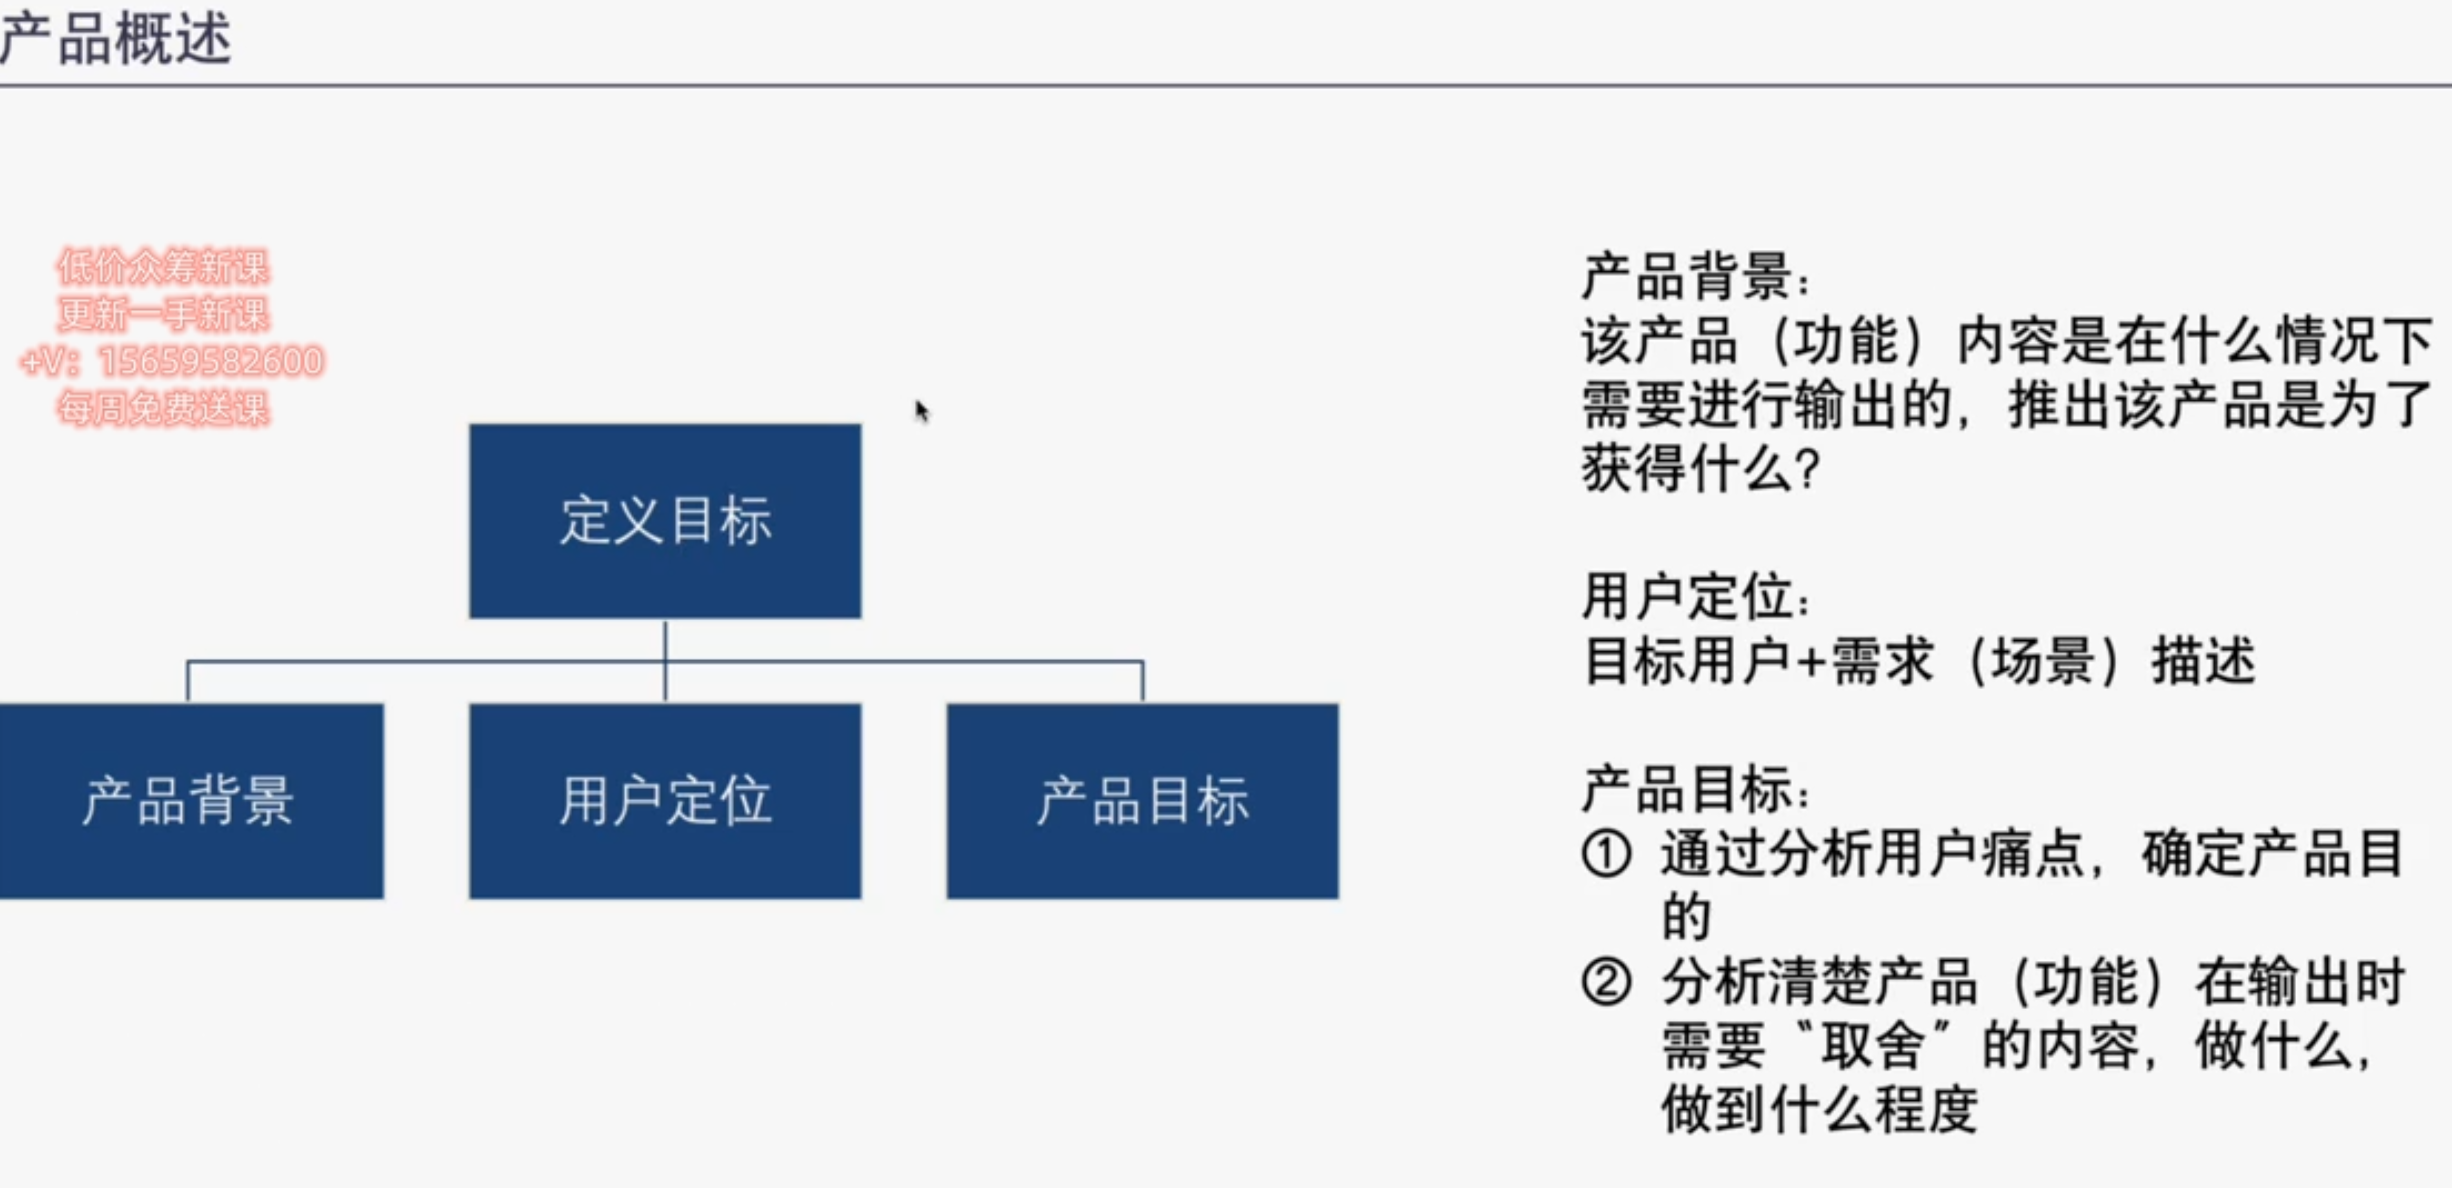 产品概述
低价众筹新课
更新一手新课
+V：15659582600
每周免费送课
定义目标
产品背景
用户定位
产品目标
产品背景：
该产品（功能）内容是在什么情况下
需要进行输出的，推出该产品是为了
获得什么？
用户定位：
目标用户+需求（场景）描述
产品目标：
① 通过分析用户痛点，确定产品目
的
② 分析清楚产品（功能）在输出时
需要〝取舍〞的内容，做什么，
做到什么程度